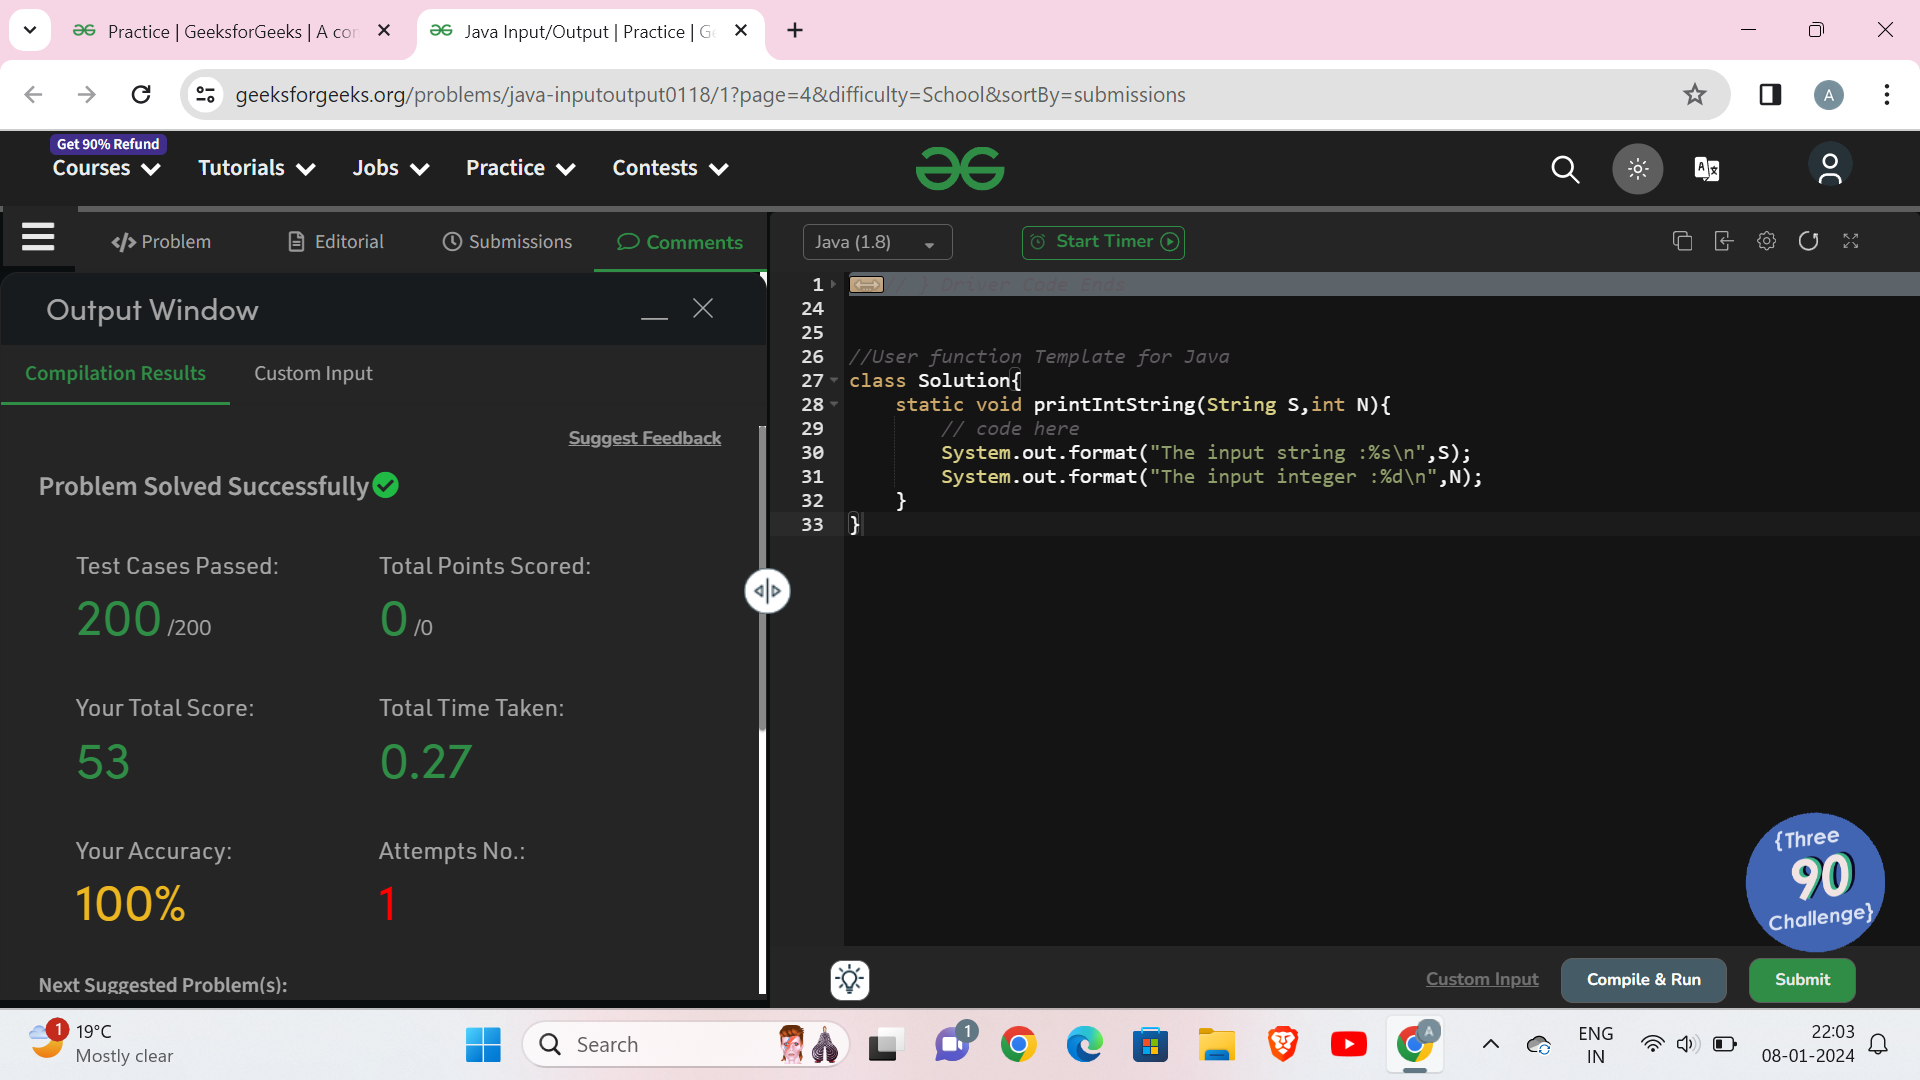 Practice | GeeksforGeeks | A co
Java Input/Output | Practice | G
geeksforgeeks.org/problems/java-inputoutput0118/1?page=4&difficulty=School&sortBy=submissions
A
Get 90% Refund
Courses
Tutorials
Jobs
Practice
Contests
Problem
Editorial
Submissions
Comments
Java (1.8)
Start Timer
Output Window
Compilation Results
Custom Input
Suggest Feedback
Problem Solved Successfully
Test Cases Passed:
200 /200
Total Points Scored:
0 /0
Your Total Score:
53
Total Time Taken:
0.27
Your Accuracy:
100%
Attempts No.:
1
Next Suggested Problem(s):
1 // } Driver Code Ends
24
25
26 //User function Template for Java
27 class Solution{
28 static void printIntString(String S,int N){
29 // code here
30 System.out.format("The input string :%s\n",S);
31 System.out.format("The input integer :%d\n",N);
32 }
33 }
{Three
90
Challenge}
Custom Input
Compile & Run
Submit
1
19°C
Mostly clear
Search
1
A
ENG
IN
22:03
08-01-2024